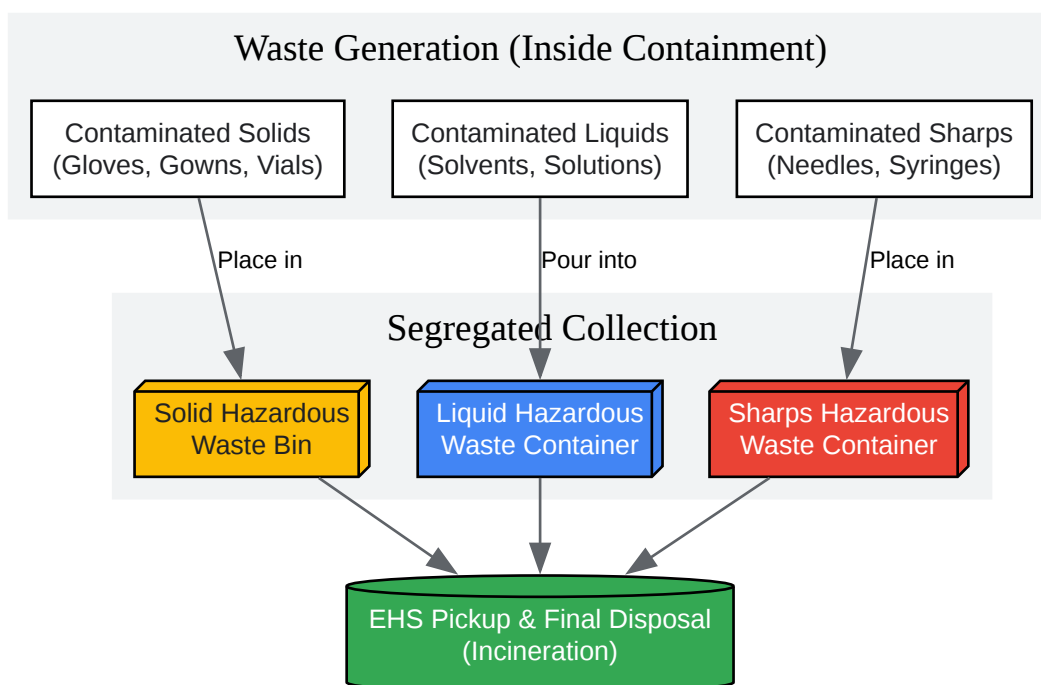 Waste Generation (Inside Containment)
Contaminated Solids
(Gloves, Gowns, Vials)
Contaminated Liquids
(Solvents, Solutions)
Contaminated Sharps
(Needles, Syringes)
Place in
Pour into
Place in
Segregated Collection
Solid Hazardous
Waste Bin
Liquid Hazardous
Waste Container
Sharps Hazardous
Waste Container
EHS Pickup & Final Disposal
(Incineration)